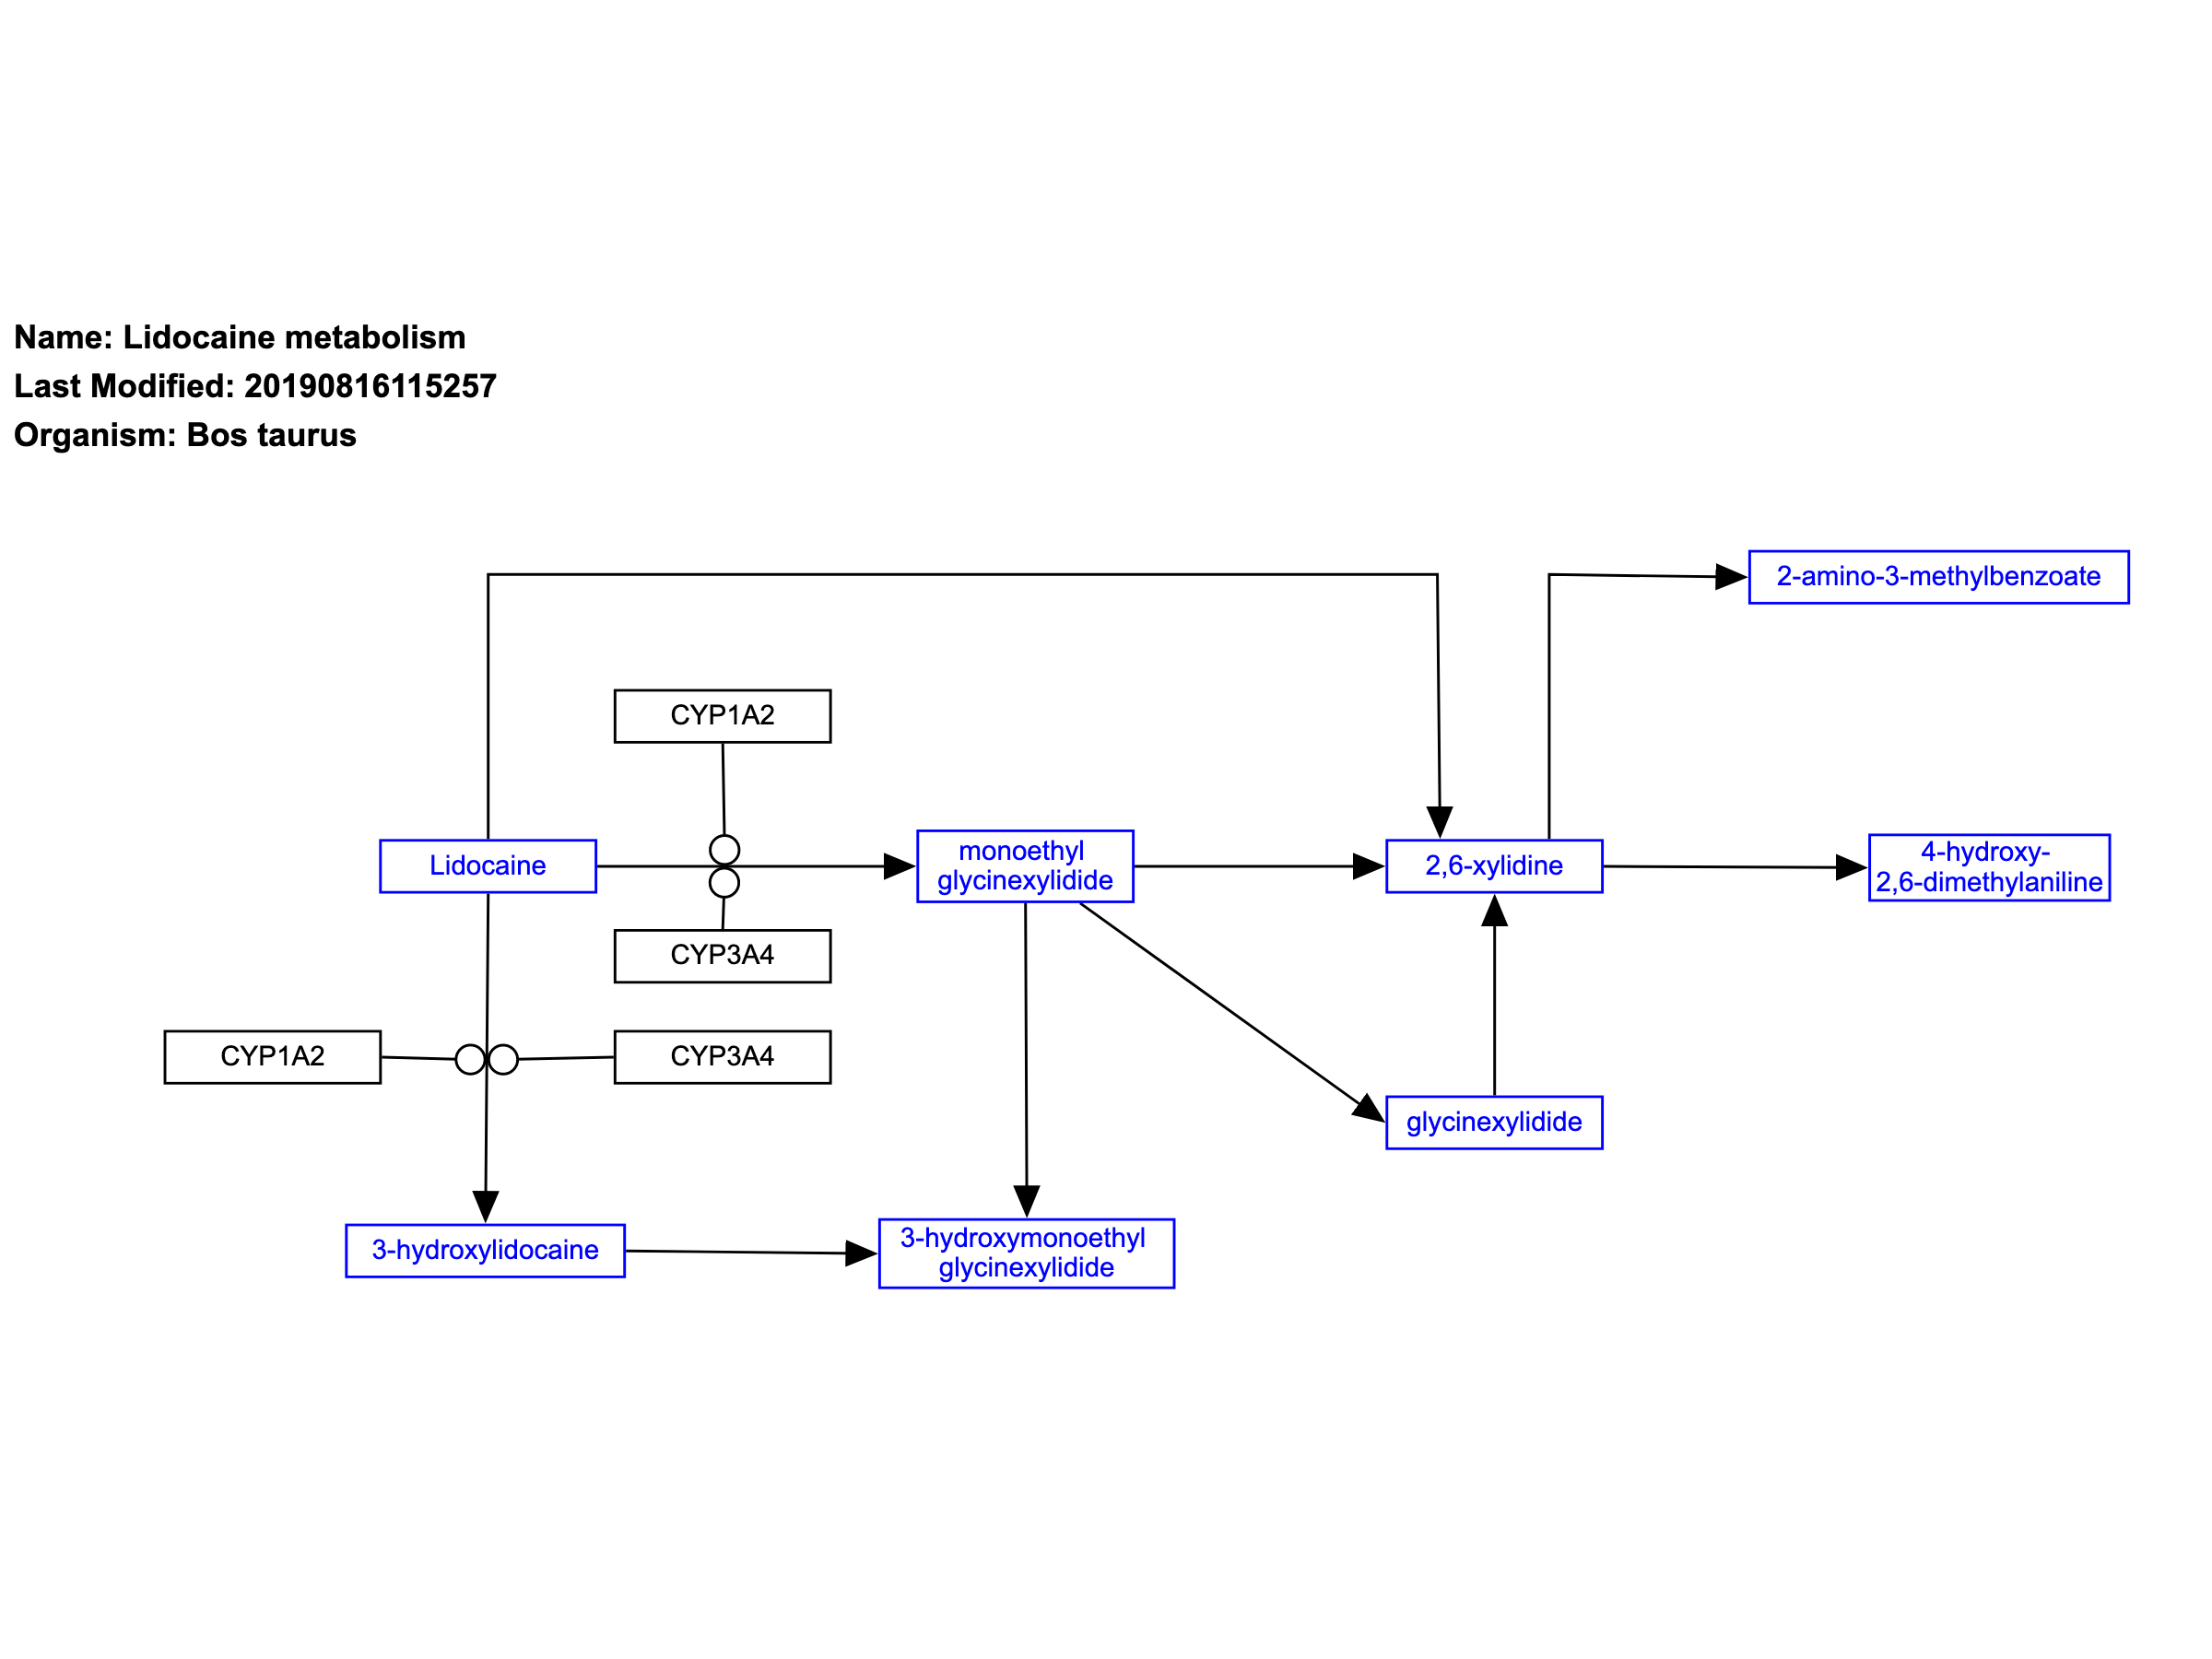 Name: Lidocaine metabolism
Last Modified: 20190816115257
Organism: Bos taurus
2-amino-3-methylbenzoate
CYP1A2
Lidocaine
monoethyl
glycinexylidide
2,6-xylidine
4-hydroxy-
2,6-dimethylaniline
CYP3A4
CYP1A2
CYP3A4
glycinexylidide
3-hydroxylidocaine
3-hydroxymonoethyl
glycinexylidide